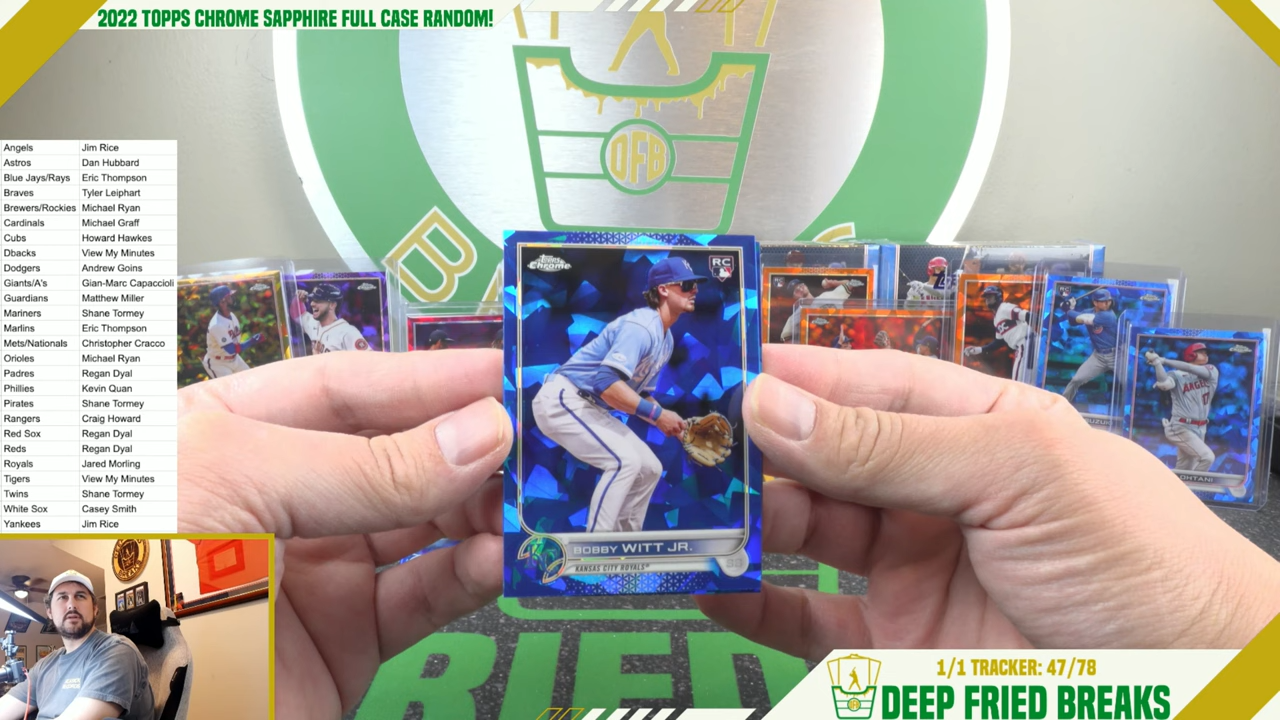 2022 TOPPS CHROME SAPPHIRE FULL CASE RANDOM!
Angels Jim Rice
Astros Dan Hubbard
Blue Jays/Rays Eric Thompson
Braves Tyler Leiphart
Brewers/Rockies Michael Ryan
Cardinals Michael Graff
Cubs Howard Hawkes
Dbacks View My Minutes
Dodgers Andrew Goins
Giants/A's Gian-Marc Capaccioli
Guardians Matthew Miller
Mariners Shane Tormey
Marlins Eric Thompson
Mets/Nationals Christopher Cracco
Orioles Michael Ryan
Padres Regan Dyal
Phillies Kevin Quan
Pirates Shane Tormey
Rangers Craig Howard
Red Sox Regan Dyal
Reds Regan Dyal
Royals Jared Morling
Tigers View My Minutes
Twins Shane Tormey
White Sox Casey Smith
Yankees Jim Rice
DFB
B
Topps
Chrome
RC
BOBBY WITT JR.
KANSAS CITY ROYALS
ANGELS
17
OHTANI
RIED
1/1 TRACKER: 47/78
DEEP FRIED BREAKS